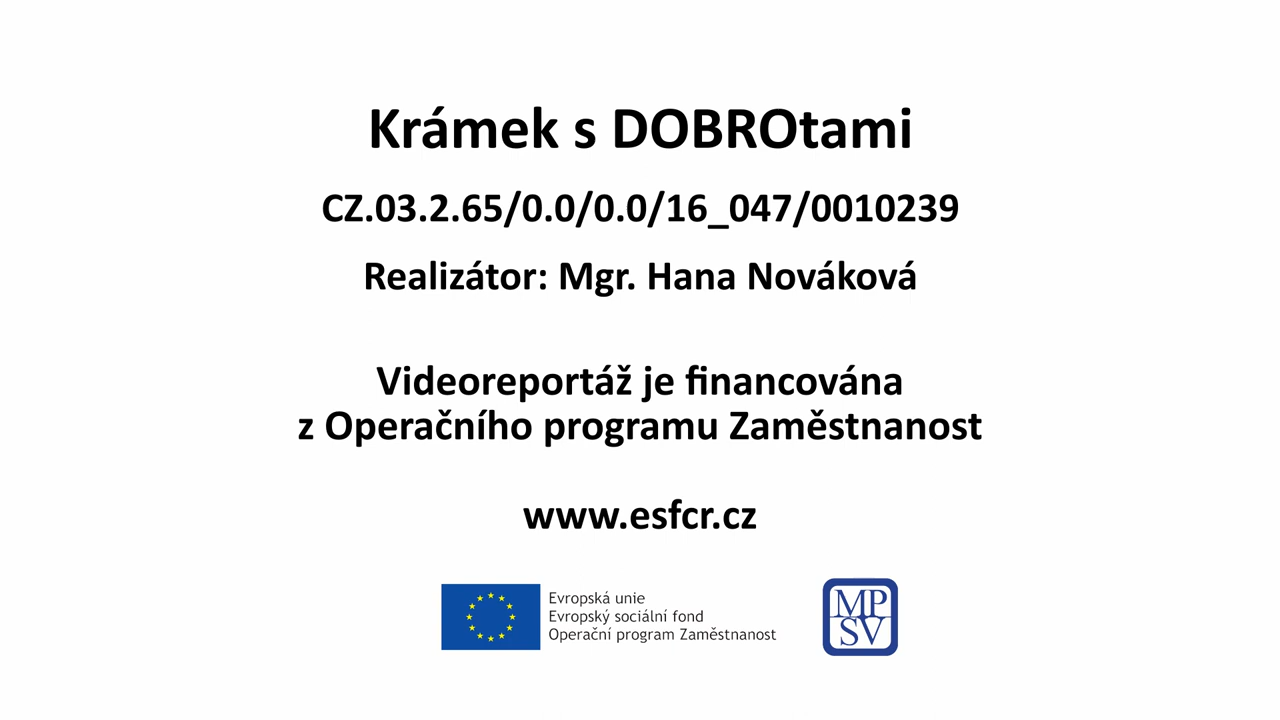 Krámek s DOBROtami
CZ.03.2.65/0.0/0.0/16_047/0010239
Realizátor: Mgr. Hana Nováková
Videoreportáž je financována
z Operačního programu Zaměstnanost
www.esfcr.cz
Evropská unie
Evropský sociální fond
Operační program Zaměstnanost
MP
SV